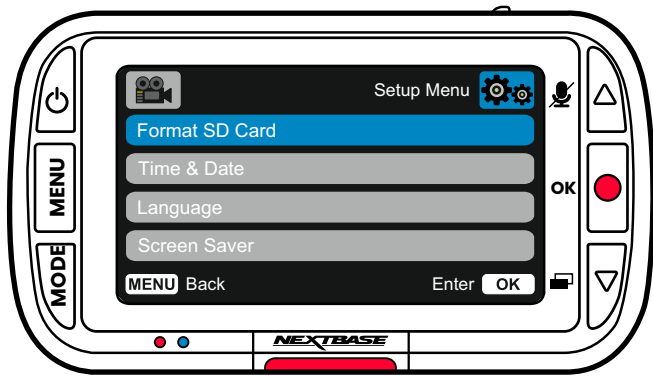 Setup Menu
Format SD Card
Time & Date
Language
Screen Saver
MENU Back
Enter OK
MENU
MODE
OK
NEXTBASE